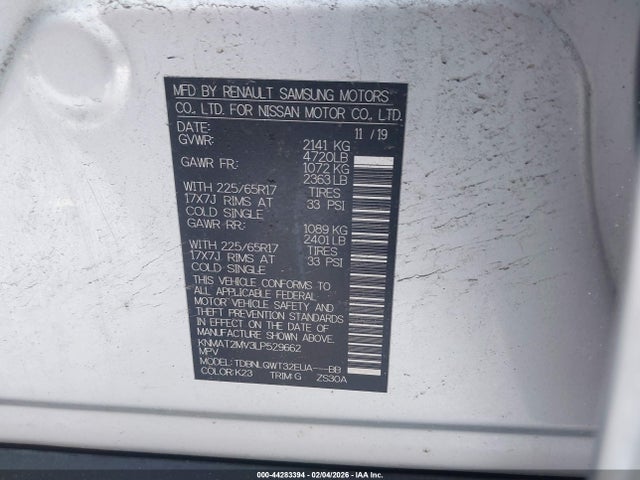 MFD BY RENAULT SAMSUNG MOTORS
CO., LTD. FOR NISSAN MOTOR CO., LTD.
DATE: 11 / 19
GVWR: 2141 KG
4720LB
GAWR FR: 1072 KG
2363LB
WITH 225/65R17 TIRES
17X7J RIMS AT 33 PSI
COLD SINGLE
GAWR RR: 1089 KG
2401LB
WITH 225/65R17 TIRES
17X7J RIMS AT 33 PSI
COLD SINGLE
THIS VEHICLE CONFORMS TO
ALL APPLICABLE FEDERAL
MOTOR VEHICLE SAFETY AND
THEFT PREVENTION STANDARDS
IN EFFECT ON THE DATE OF
MANUFACTURE SHOWN ABOVE.
KNMAT2MV3LP529662
MPV
MODEL: TDBNLGWT32EUA---BB
COLOR: K23 TRIM: G ZS30A
000-44283394 - 02/04/2026 - IAA Inc.